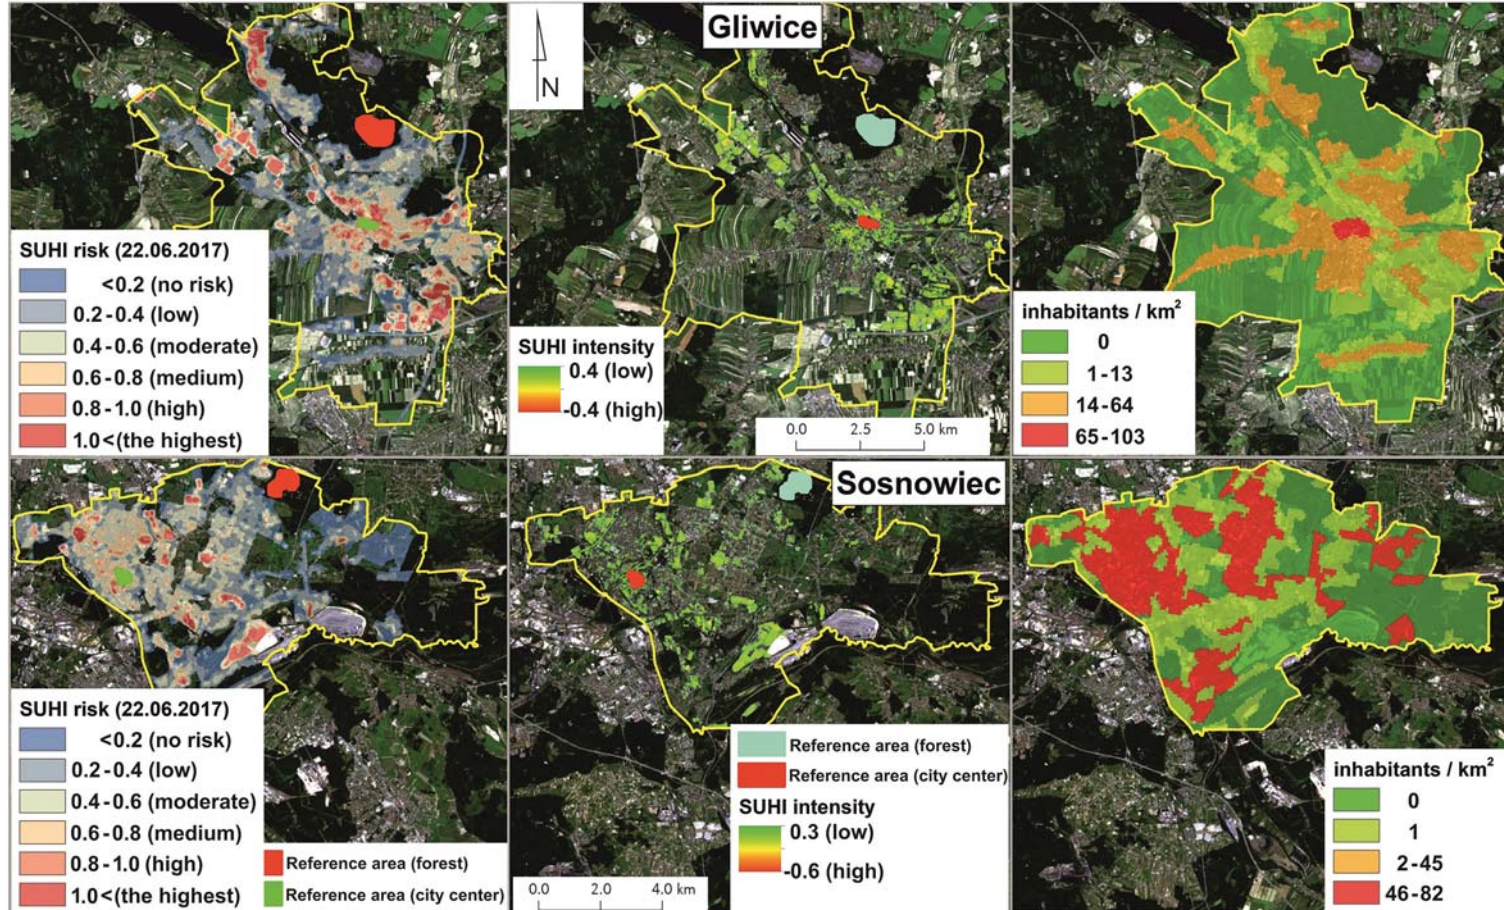 Gliwice
N
SUHI risk (22.06.2017)
<0.2 (no risk)
0.2-0.4 (low)
0.4-0.6 (moderate)
0.6-0.8 (medium)
0.8-1.0 (high)
1.0<(the highest)
SUHI intensity
0.4 (low)
-0.4 (high)
0.0 2.5 5.0 km
inhabitants / km²
0
1-13
14-64
65-103
Sosnowiec
SUHI risk (22.06.2017)
<0.2 (no risk)
0.2-0.4 (low)
0.4-0.6 (moderate)
0.6-0.8 (medium)
0.8-1.0 (high)
1.0<(the highest)
Reference area (forest)
Reference area (city center)
Reference area (forest)
Reference area (city center)
SUHI intensity
0.3 (low)
-0.6 (high)
0.0 2.0 4.0 km
inhabitants / km²
0
1
2-45
46-82